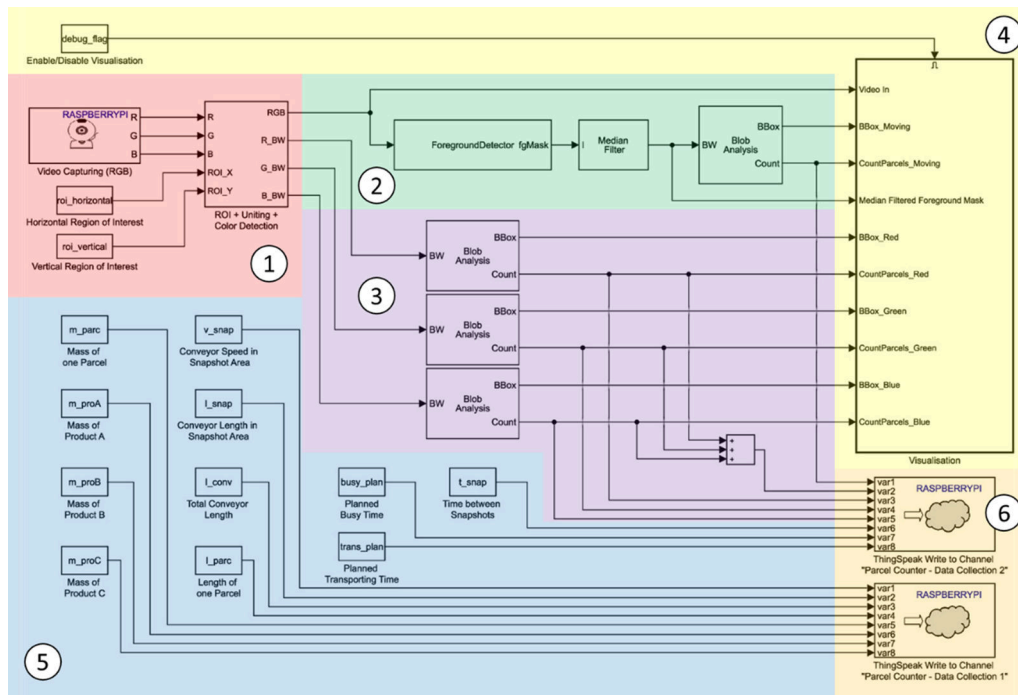 debug_flag
Enable/Disable Visualisation
4
RASPBERRYPI
R
G
B
Video Capturing (RGB)
roi_horizontal
Horizontal Region of Interest
roi_vertical
Vertical Region of Interest
R
G
B
ROI_X
ROI_Y
RGB
R_BW
G_BW
B_BW
ROI + Uniting +
Color Detection
1
ForegroundDetector fgMask
I
Median
Filter
BW
Blob
Analysis
BBox
Count
2
BW
Blob
Analysis
BBox
Count
BW
Blob
Analysis
BBox
Count
BW
Blob
Analysis
BBox
Count
3
+
+
+
Video In
BBox_Moving
CountParcels_Moving
Median Filtered Foreground Mask
BBox_Red
CountParcels_Red
BBox_Green
CountParcels_Green
BBox_Blue
CountParcels_Blue
Visualisation
m_parc
Mass of
one Parcel
v_snap
Conveyor Speed in
Snapshot Area
m_proA
Mass of
Product A
l_snap
Conveyor Length in
Snapshot Area
m_proB
Mass of
Product B
l_conv
Total Conveyor
Length
busy_plan
Planned
Busy Time
t_snap
Time between
Snapshots
m_proC
Mass of
Product C
l_parc
Length of
one Parcel
trans_plan
Planned
Transporting Time
5
var1
var2
var3
var4
var5
var6
var7
var8
RASPBERRYPI
6
ThingSpeak Write to Channel
"Parcel Counter - Data Collection 2"
var1
var2
var3
var4
var5
var6
var7
var8
RASPBERRYPI
ThingSpeak Write to Channel
"Parcel Counter - Data Collection 1"